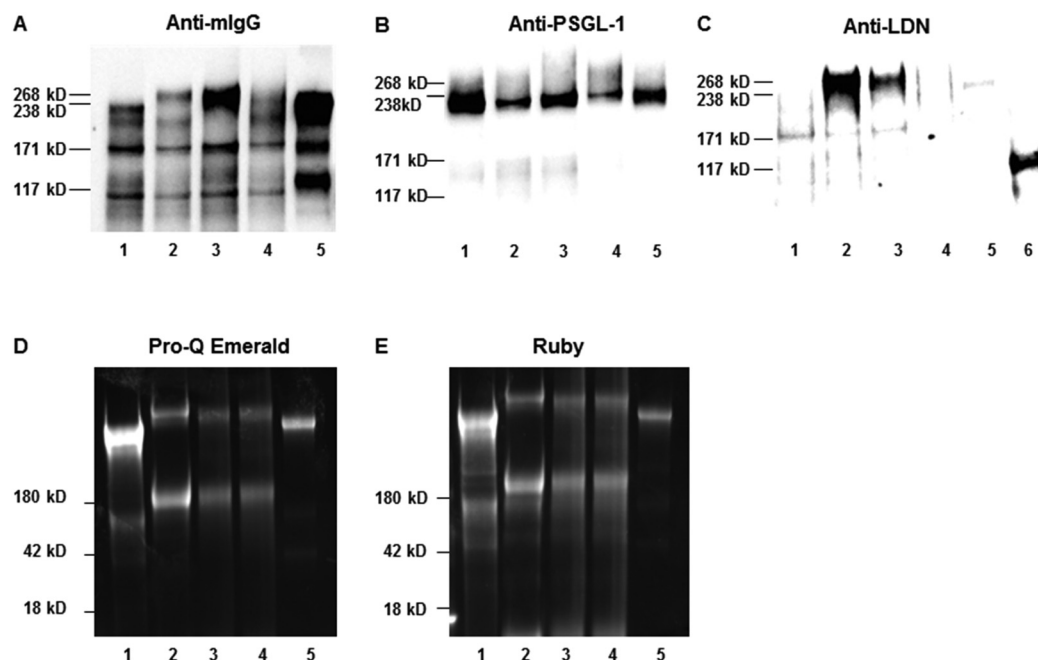 A Anti-mIgG
268 kD
238 kD
171 kD
117 kD
1 2 3 4 5
B Anti-PSGL-1
268 kD
238kD
171 kD
117 kD
1 2 3 4 5
C Anti-LDN
268 kD
238 kD
171 kD
117 kD
1 2 3 4 5 6
D Pro-Q Emerald
180 kD
42 kD
18 kD
1 2 3 4 5
E Ruby
180 kD
42 kD
18 kD
1 2 3 4 5